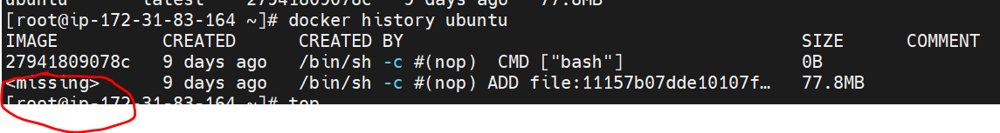 ubuntu latest 27941809078c 9 days ago 77.8MB
[root@ip-172-31-83-164 ~]# docker history ubuntu
IMAGE CREATED CREATED BY SIZE COMMENT
27941809078c 9 days ago /bin/sh -c #(nop) CMD ["bash"] 0B
<missing> 9 days ago /bin/sh -c #(nop) ADD file:11157b07dde10107f… 77.8MB
[root@ip-172-31-83-164 ~]# top